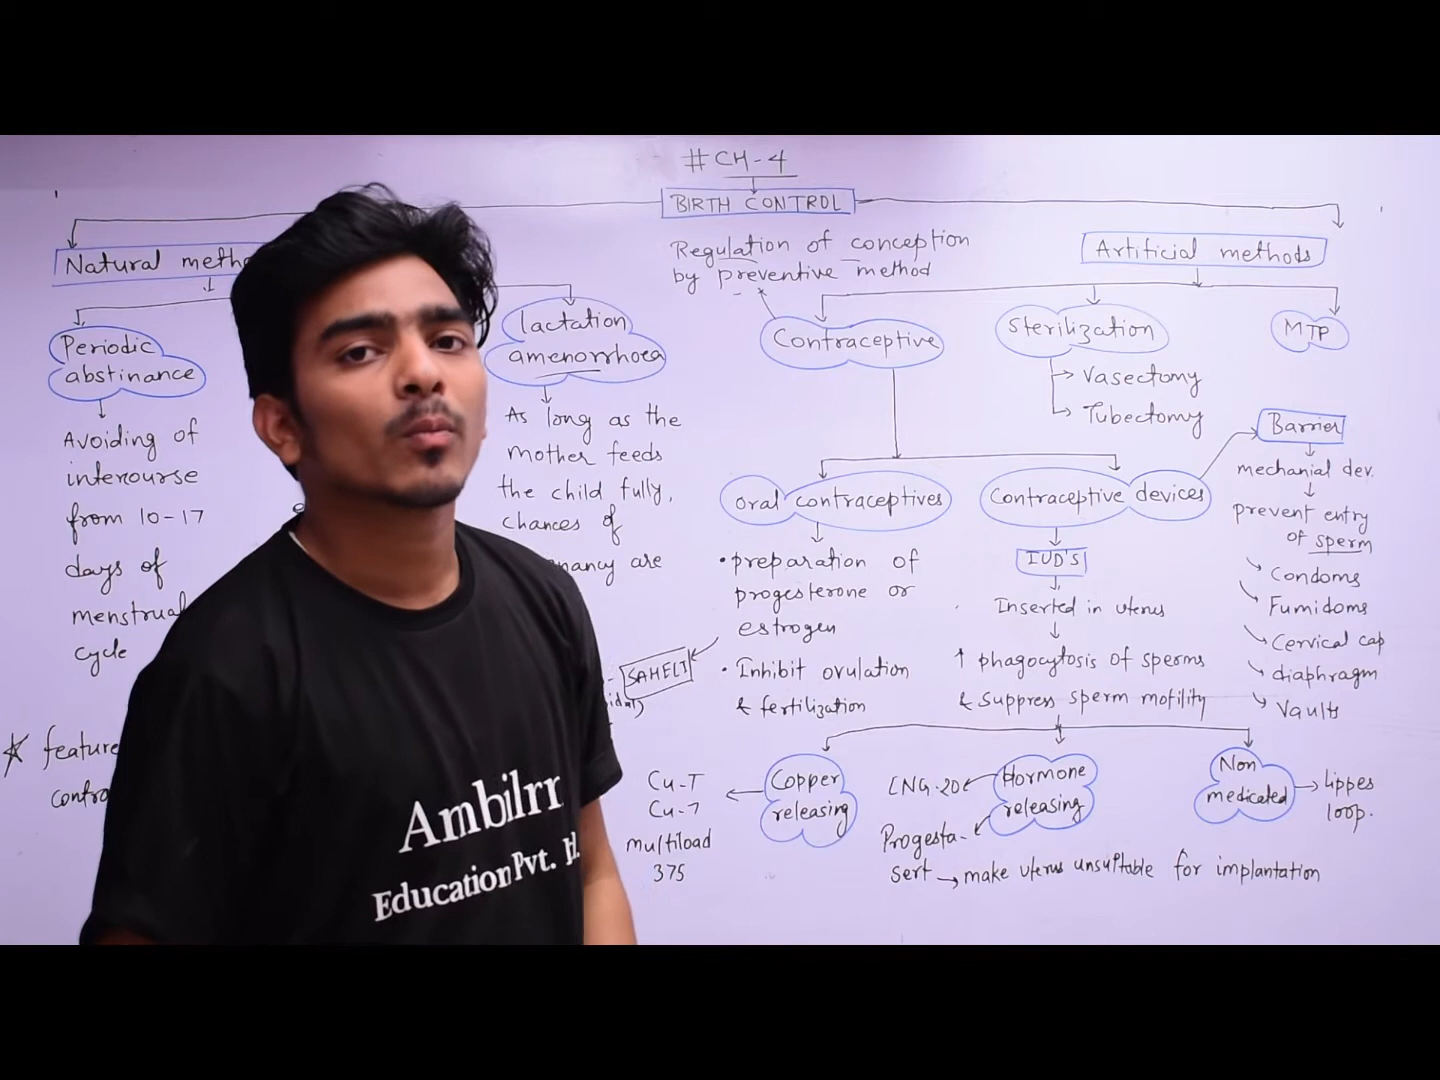 #CH-4
BIRTH CONTROL
Regulation of conception
by preventive method
Natural
Periodic
abstinance
Avoiding of
interourse
from 10-17
days of
menstrual
cycle
lactation
amenorrhoea
As long as the
mother feeds
the child fully,
chances of
are
Artificial methods
Contraceptive
Sterilization
Vasectomy
Tubectomy
MTP
oral contraceptives
• preparation of
progesterone or
estrogen
• Inhibit ovulation
& fertilization
SAHELI
Contraceptive devices
IUD'S
Inserted in uterus
↑ phagocytosis of sperms
& suppress sperm motility
Barrier
mechanial dev.
prevent entry
of sperm
Condoms
Fumidoms
Cervical cap
diaphragm
Vaults
Copper
releasing
Cu-T
Cu-7
multiload
375
Hormone
releasing
LNG-20
Progesta-
sert → make uterus unsuitable for implantation
Non
medicated
lippes
loop.
Ambilrr
Education Pvt.